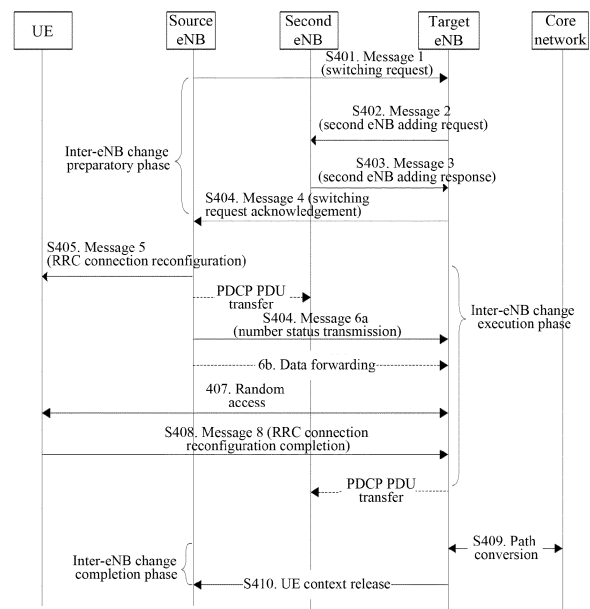 UE
Source
eNB
Second
eNB
Target
eNB
Core
network
S401. Message 1
(switching request)
S402. Message 2
(second eNB adding request)
Inter-eNB change
preparatory phase
S403. Message 3
(second eNB adding response)
S404. Message 4 (switching
request acknowledgement)
S405. Message 5
(RRC connection reconfiguration)
PDCP PDU
transfer
Inter-eNB change
execution phase
S404. Message 6a
(number status transmission)
6b. Data forwarding
407. Random
access
S408. Message 8 (RRC connection
reconfiguration completion)
PDCP PDU
transfer
S409. Path
conversion
Inter-eNB change
completion phase
S410. UE context release